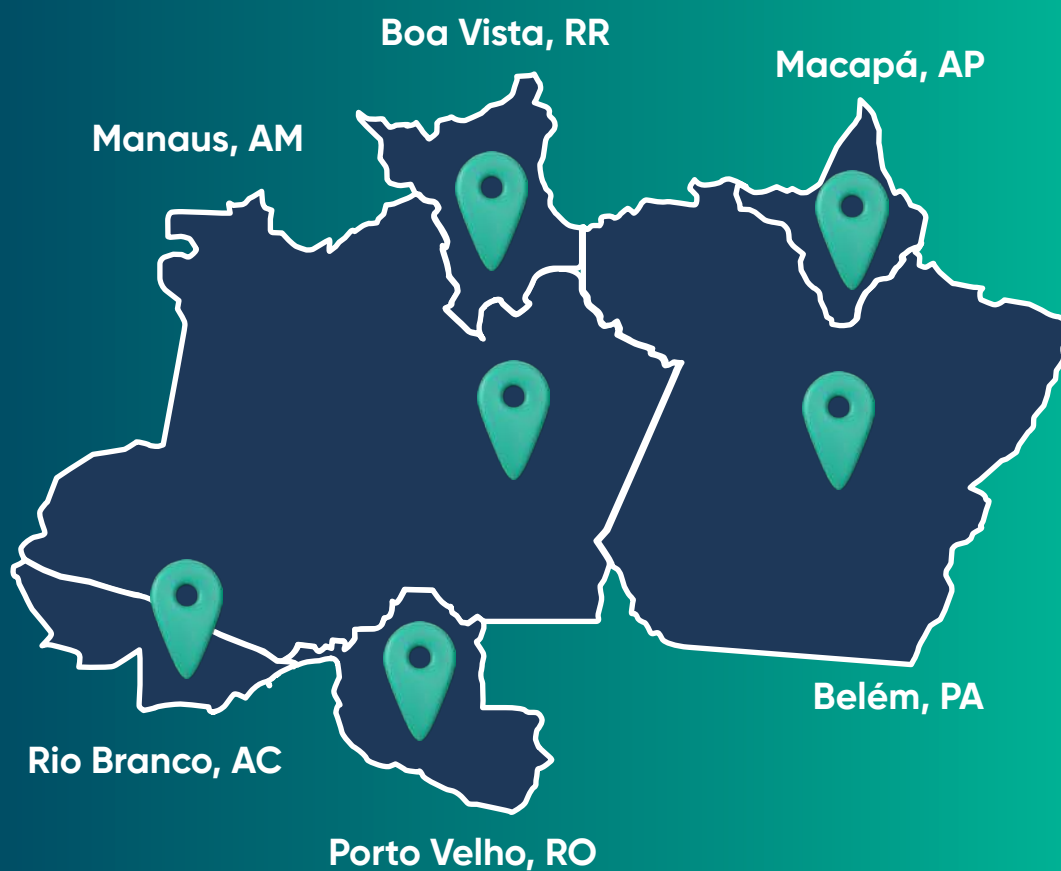 Boa Vista, RR
Macapá, AP
Manaus, AM
Belém, PA
Rio Branco, AC
Porto Velho, RO